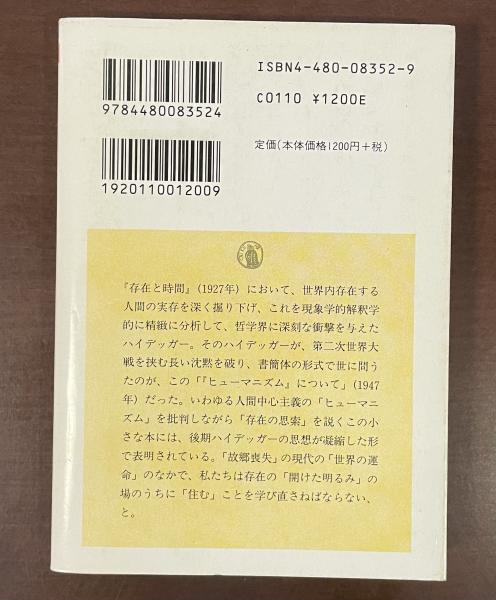 ISBN4-480-08352-9
C0110 ¥1200E
9784480083524
定価(本体価格1200円+税)
1920110012009
『存在と時間』(1927年)において、世界内存在する
人間の実存を深く掘り下げ、これを現象学的解釈学
的に精緻に分析して、哲学界に深刻な衝撃を与えた
ハイデッガー。そのハイデッガーが、第二次世界大
戦を挟む長い沈黙を破り、書簡体の形式で世に問う
たのが、この「『ヒューマニズム』について」(1947
年)だった。いわゆる人間中心主義の「ヒューマニ
ズム」を批判しながら「存在の思索」を説くこの小
さな本には、後期ハイデッガーの思想が凝縮した形
で表明されている。「故郷喪失」の現代の「世界の運
命」のなかで、私たちは存在の「開けた明るみ」の
場のうちに「住む」ことを学び直さねばならない、
と。